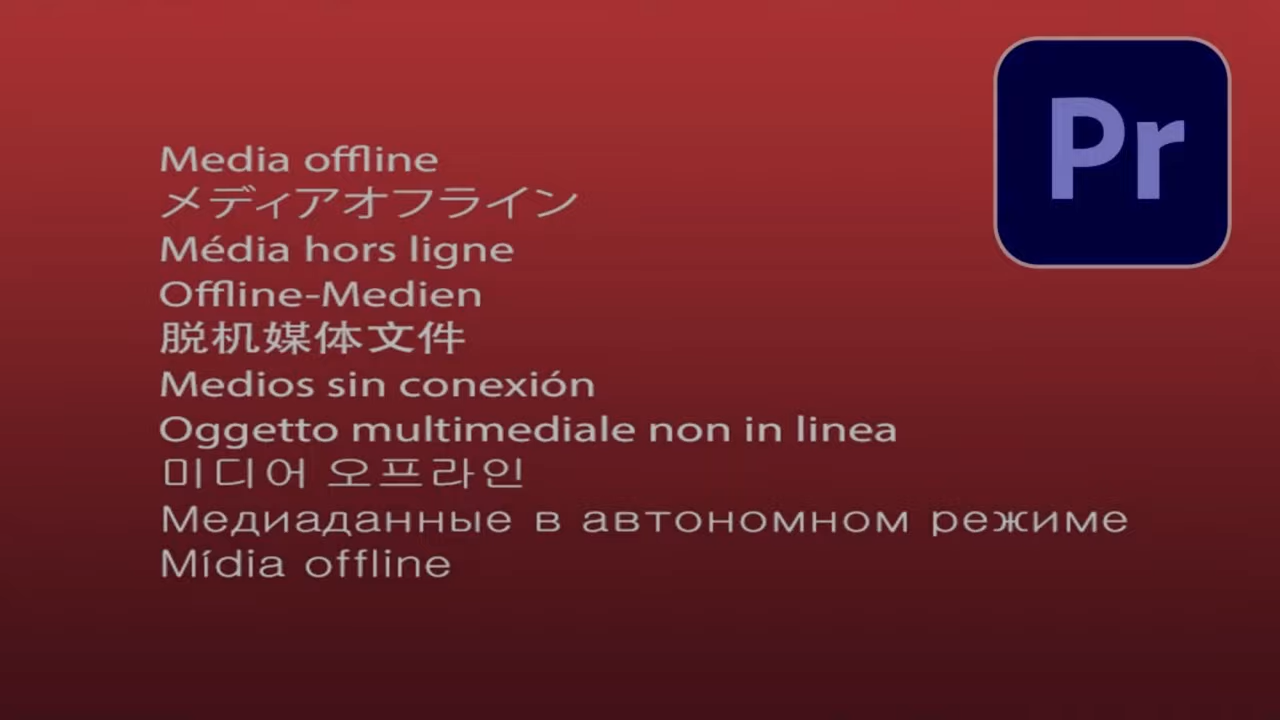 Media offline
メディアオフライン
Média hors ligne
Offline-Medien
脱机媒体文件
Medios sin conexión
Oggetto multimediale non in linea
미디어 오프라인
Медиаданные в автономном режиме
Mídia offline
Pr